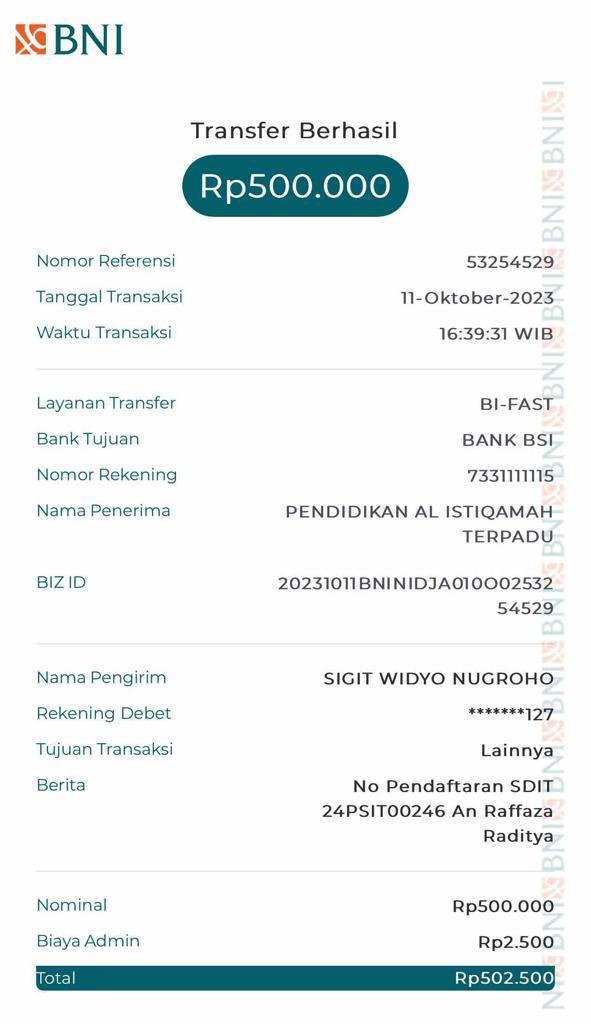 BNI
Transfer Berhasil
Rp500.000
Nomor Referensi 53254529
Tanggal Transaksi 11-Oktober-2023
Waktu Transaksi 16:39:31 WIB
Layanan Transfer BI-FAST
Bank Tujuan BANK BSI
Nomor Rekening 7331111115
Nama Penerima PENDIDIKAN AL ISTIQAMAH
TERPADU
BIZ ID 20231011BNINIDJA010O02532
54529
Nama Pengirim SIGIT WIDYO NUGROHO
Rekening Debet *******127
Tujuan Transaksi Lainnya
Berita No Pendaftaran SDIT
24PSIT00246 An Raffaza
Raditya
Nominal Rp500.000
Biaya Admin Rp2.500
Total Rp502.500
BNI BNI BNI BNI BNI BNI BNI BNI BNI BNI BNI